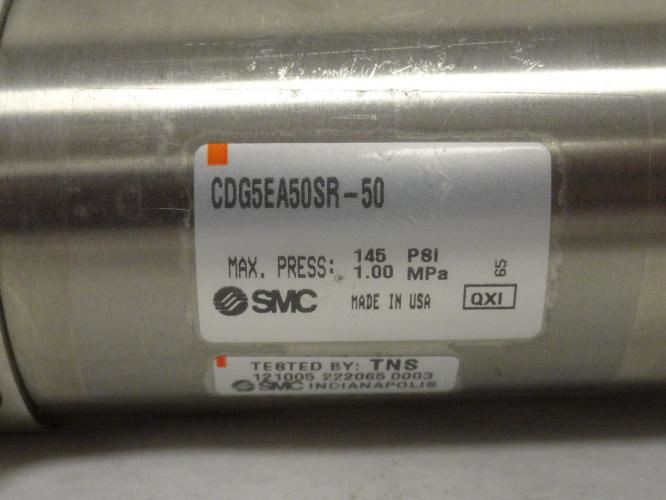 CDG5EA50SR-50
MAX. PRESS: 145 PSI
1.00 MPa
65
SMC MADE IN USA QXI
TESTED BY: TNS
121005 222065 0003
SMC INDIANAPOLIS